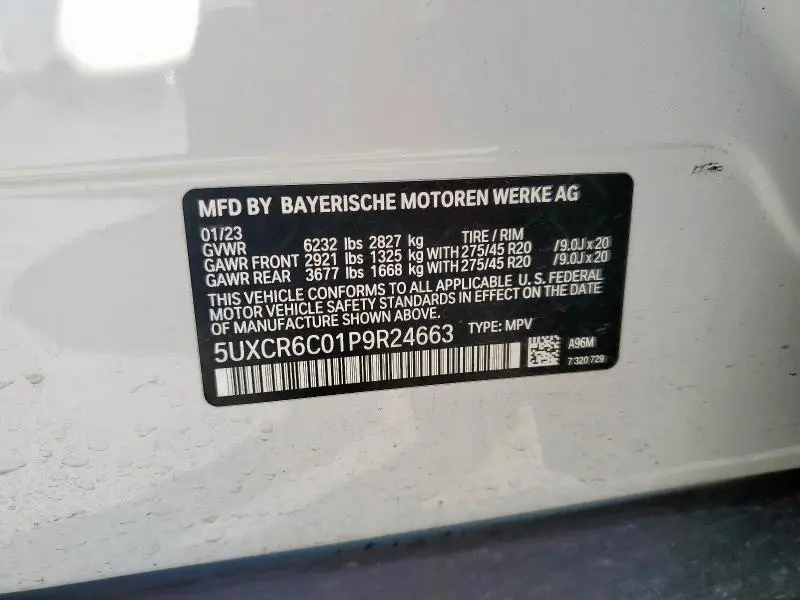 MFD BY BAYERISCHE MOTOREN WERKE AG
01/23 TIRE / RIM
GVWR 6232 lbs 2827 kg
GAWR FRONT 2921 lbs 1325 kg WITH 275/45 R20 /9.0J x 20
GAWR REAR 3677 lbs 1668 kg WITH 275/45 R20 /9.0J x 20
THIS VEHICLE CONFORMS TO ALL APPLICABLE U.S. FEDERAL
MOTOR VEHICLE SAFETY STANDARDS IN EFFECT ON THE DATE
OF MANUFACTURE SHOWN ABOVE.
5UXCR6C01P9R24663 TYPE: MPV
A96M
7 320 729